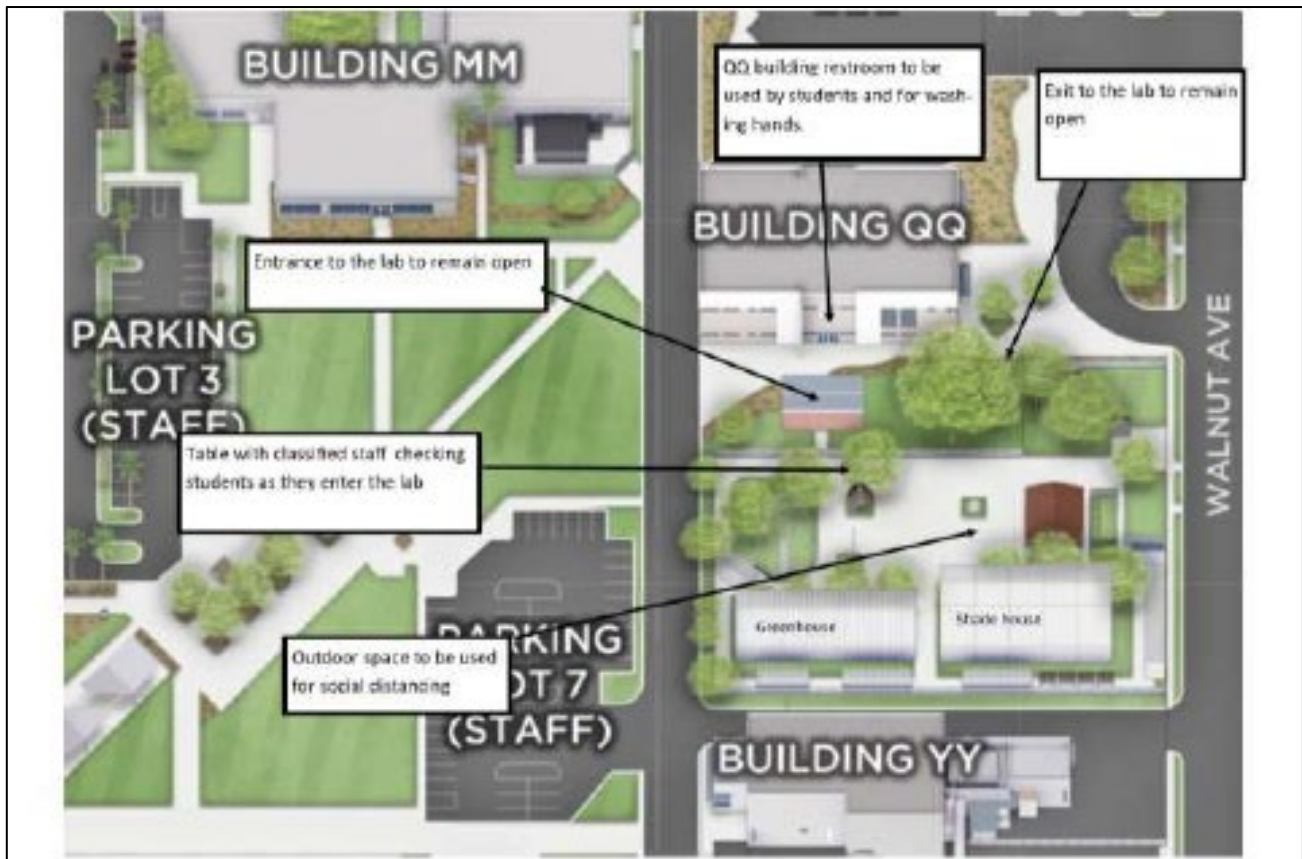 BUILDING MM
QQ building restroom to be
used by students and for wash-
ing hands.
Exit to the lab to remain
open
BUILDING QQ
Entrance to the lab to remain open
PARKING
LOT 3
(STAFF)
WALNUT AVE
Table with classified staff checking
students as they enter the lab
Greenhouse
Shade house
Outdoor space to be used
for social distancing
PARKING
LOT 7
(STAFF)
BUILDING YY